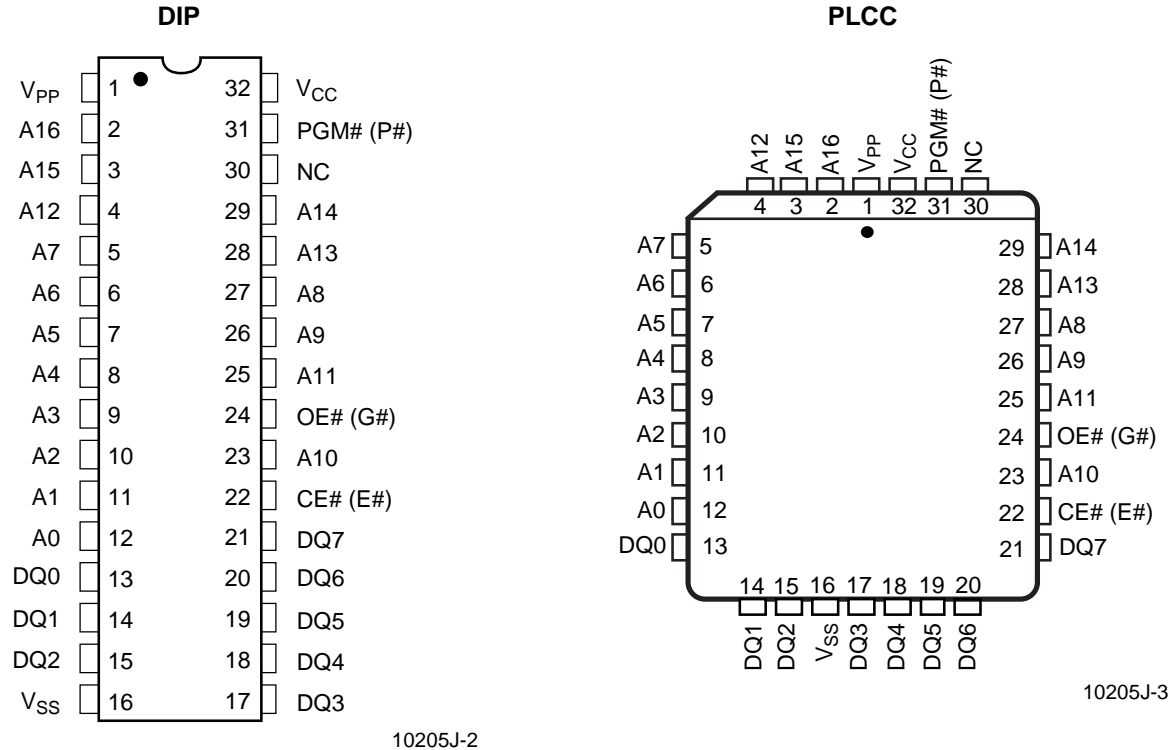 DIP
VPP 1 32 VCC
A16 2 31 PGM# (P#)
A15 3 30 NC
A12 4 29 A14
A7 5 28 A13
A6 6 27 A8
A5 7 26 A9
A4 8 25 A11
A3 9 24 OE# (G#)
A2 10 23 A10
A1 11 22 CE# (E#)
A0 12 21 DQ7
DQ0 13 20 DQ6
DQ1 14 19 DQ5
DQ2 15 18 DQ4
VSS 16 17 DQ3
10205J-2
PLCC
A12 A15 A16 VPP VCC PGM# (P#) NC
4 3 2 1 32 31 30
A7 5 29 A14
A6 6 28 A13
A5 7 27 A8
A4 8 26 A9
A3 9 25 A11
A2 10 24 OE# (G#)
A1 11 23 A10
A0 12 22 CE# (E#)
DQ0 13 21 DQ7
14 15 16 17 18 19 20
DQ1 DQ2 VSS DQ3 DQ4 DQ5 DQ6
10205J-3